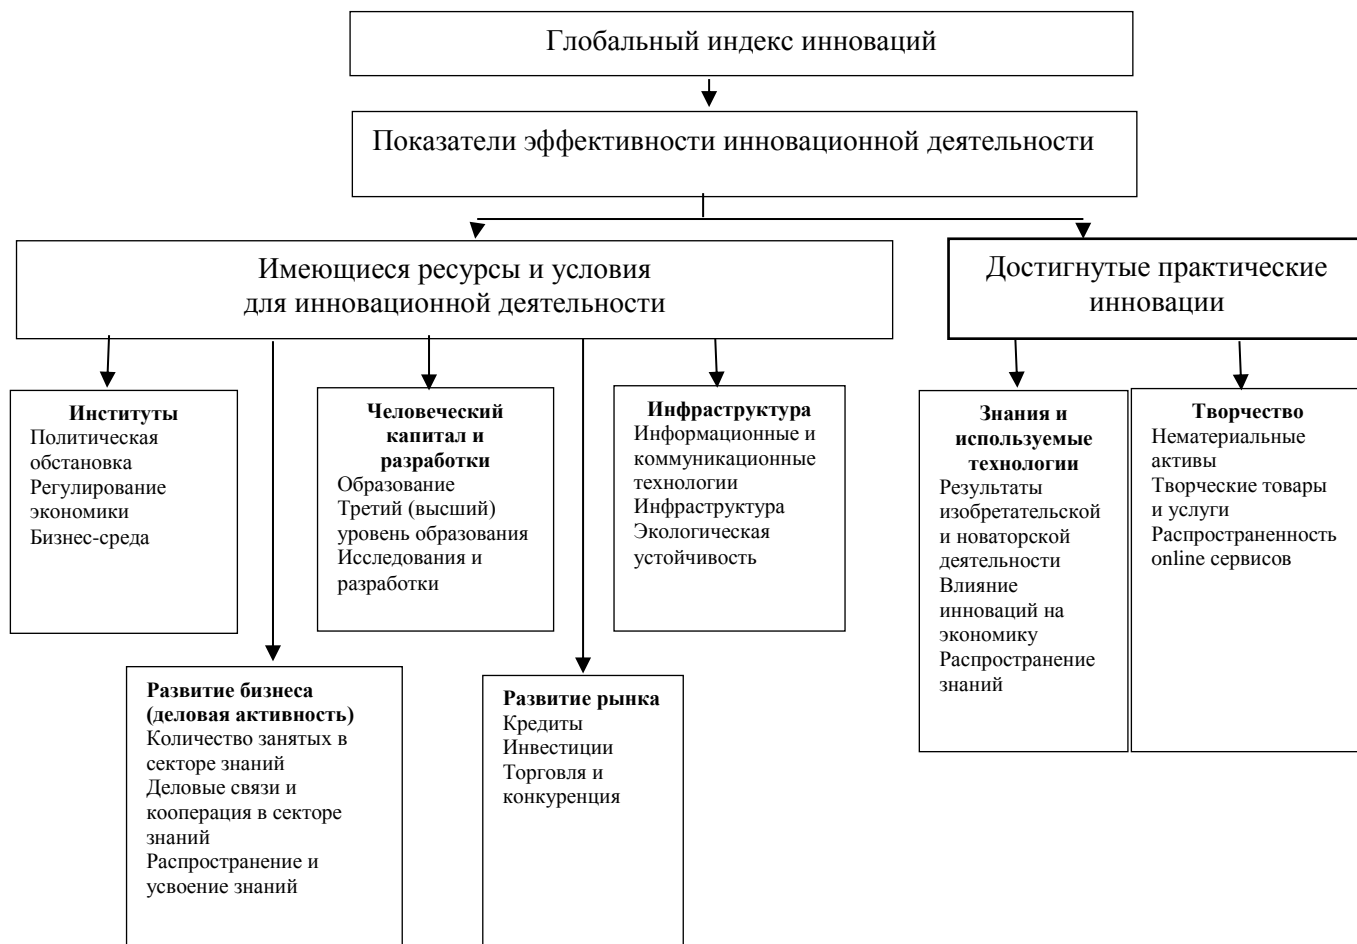 Глобальный индекс инноваций
Показатели эффективности инновационной деятельности
Имеющиеся ресурсы и условия
для инновационной деятельности
Достигнутые практические
инновации
Институты
Политическая
обстановка
Регулирование
экономики
Бизнес-среда
Человеческий
капитал и
разработки
Образование
Третий (высший)
уровень образования
Исследования и
разработки
Инфраструктура
Информационные и
коммуникационные
технологии
Инфраструктура
Экологическая
устойчивость
Знания и
используемые
технологии
Результаты
изобретательской
и новаторской
деятельности
Влияние
инноваций на
экономику
Распространение
знаний
Творчество
Нематериальные
активы
Творческие товары
и услуги
Распространенность
online сервисов
Развитие бизнеса
(деловая активность)
Количество занятых в
секторе знаний
Деловые связи и
кооперация в секторе
знаний
Распространение и
усвоение знаний
Развитие рынка
Кредиты
Инвестиции
Торговля и
конкуренция